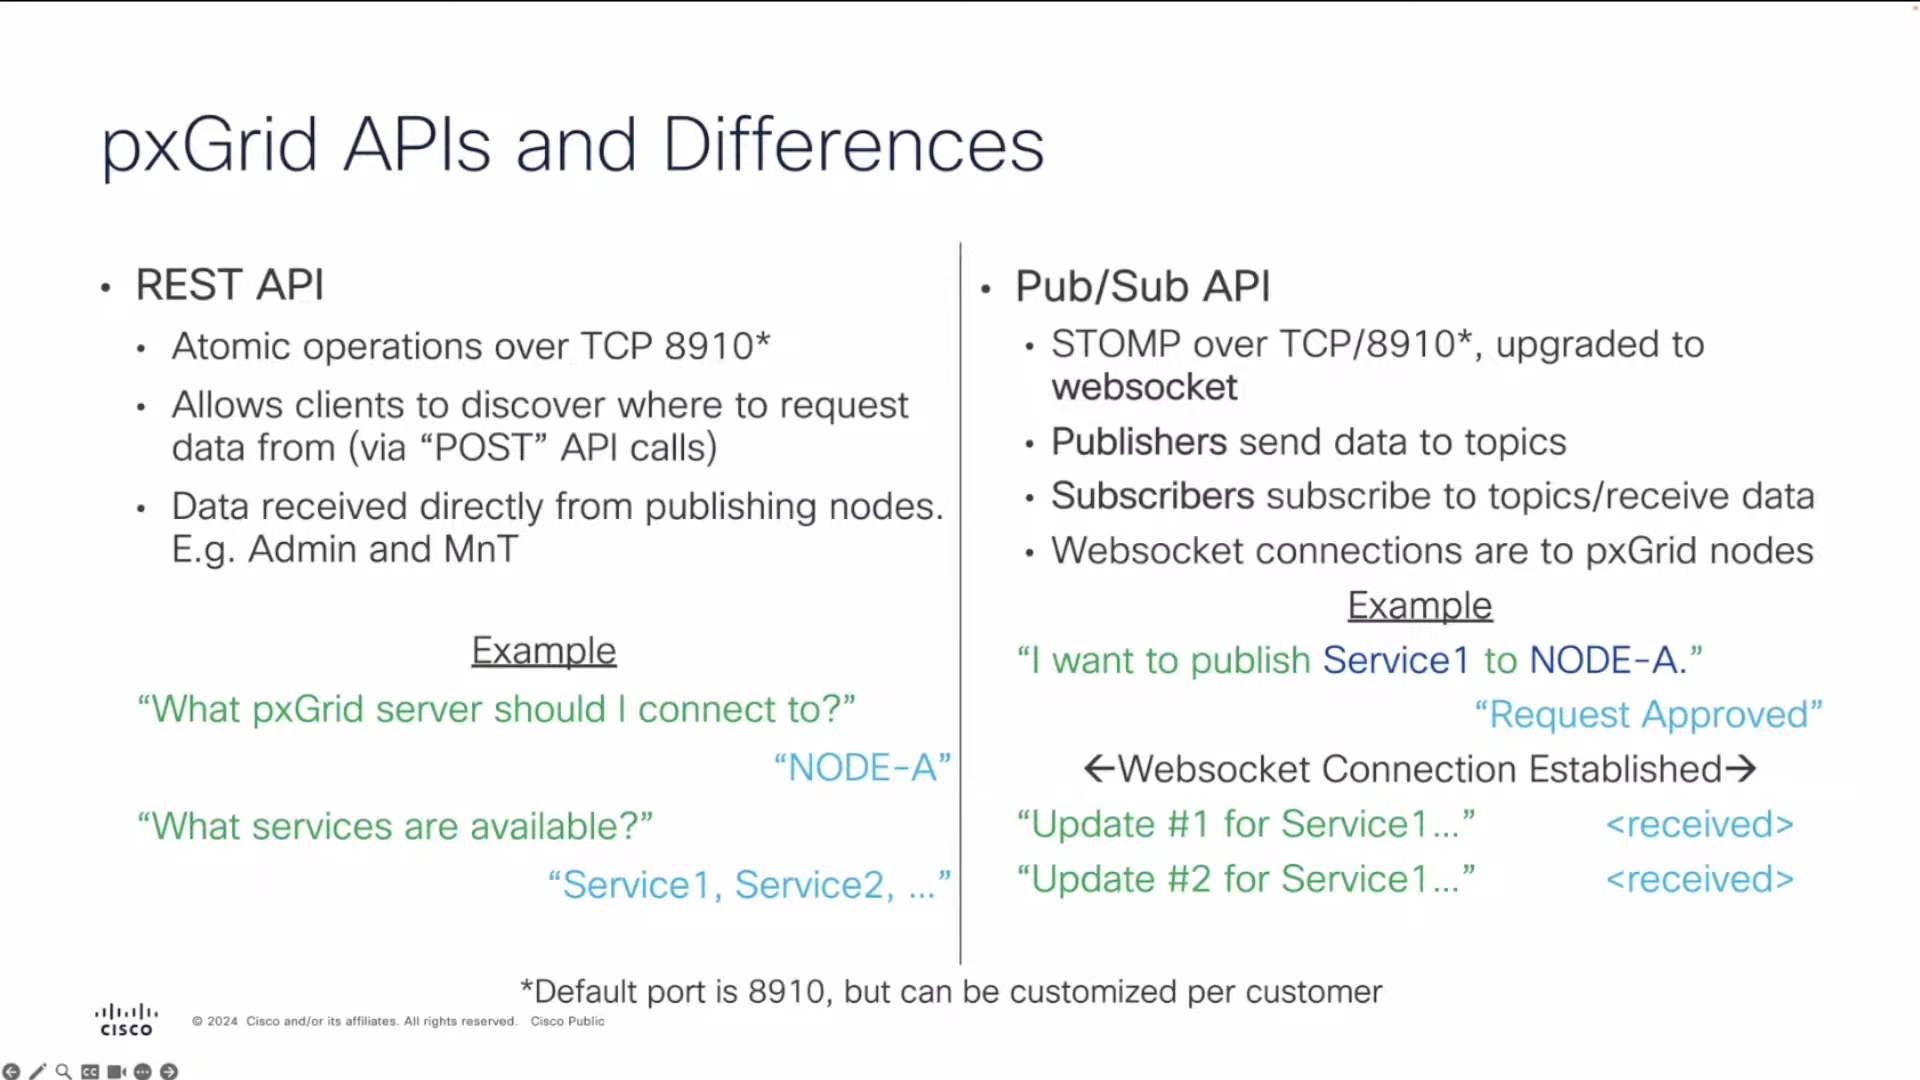 pxGrid APIs and Differences
• REST API
• Atomic operations over TCP 8910*
• Allows clients to discover where to request
data from (via “POST” API calls)
• Data received directly from publishing nodes.
E.g. Admin and MnT
Example
“What pxGrid server should I connect to?”
“NODE-A”
“What services are available?”
“Service1, Service2, ...”
• Pub/Sub API
• STOMP over TCP/8910*, upgraded to
websocket
• Publishers send data to topics
• Subscribers subscribe to topics/receive data
• Websocket connections are to pxGrid nodes
Example
“I want to publish Service1 to NODE-A.”
“Request Approved”
←Websocket Connection Established→
“Update #1 for Service1...” <received>
“Update #2 for Service1...” <received>
*Default port is 8910, but can be customized per customer
CISCO
© 2024 Cisco and/or its affiliates. All rights reserved. Cisco Public
CC